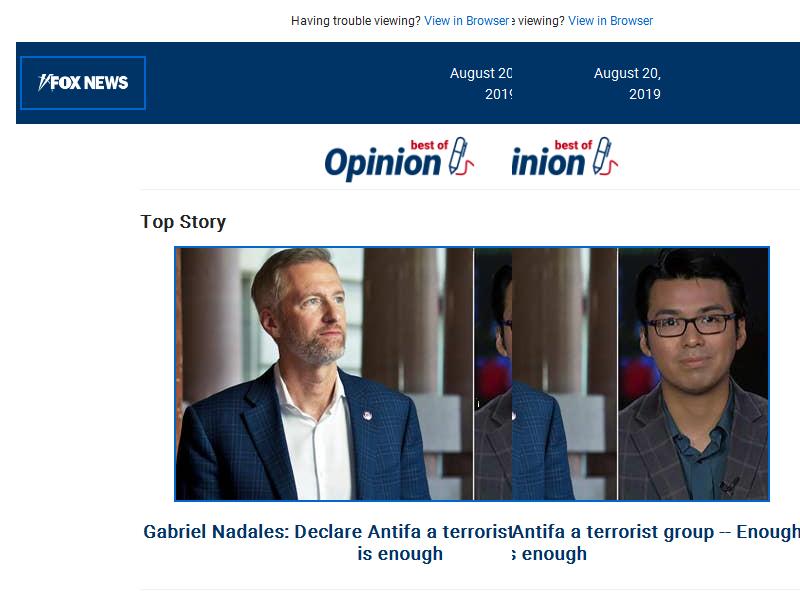 Having trouble viewing? View in Browser e viewing? View in Browser
FOX NEWS
August 20 August 20,
2019 2019
best of best of
Opinion inion
Top Story
Gabriel Nadales: Declare Antifa a terrorist Antifa a terrorist group -- Enough
is enough s enough